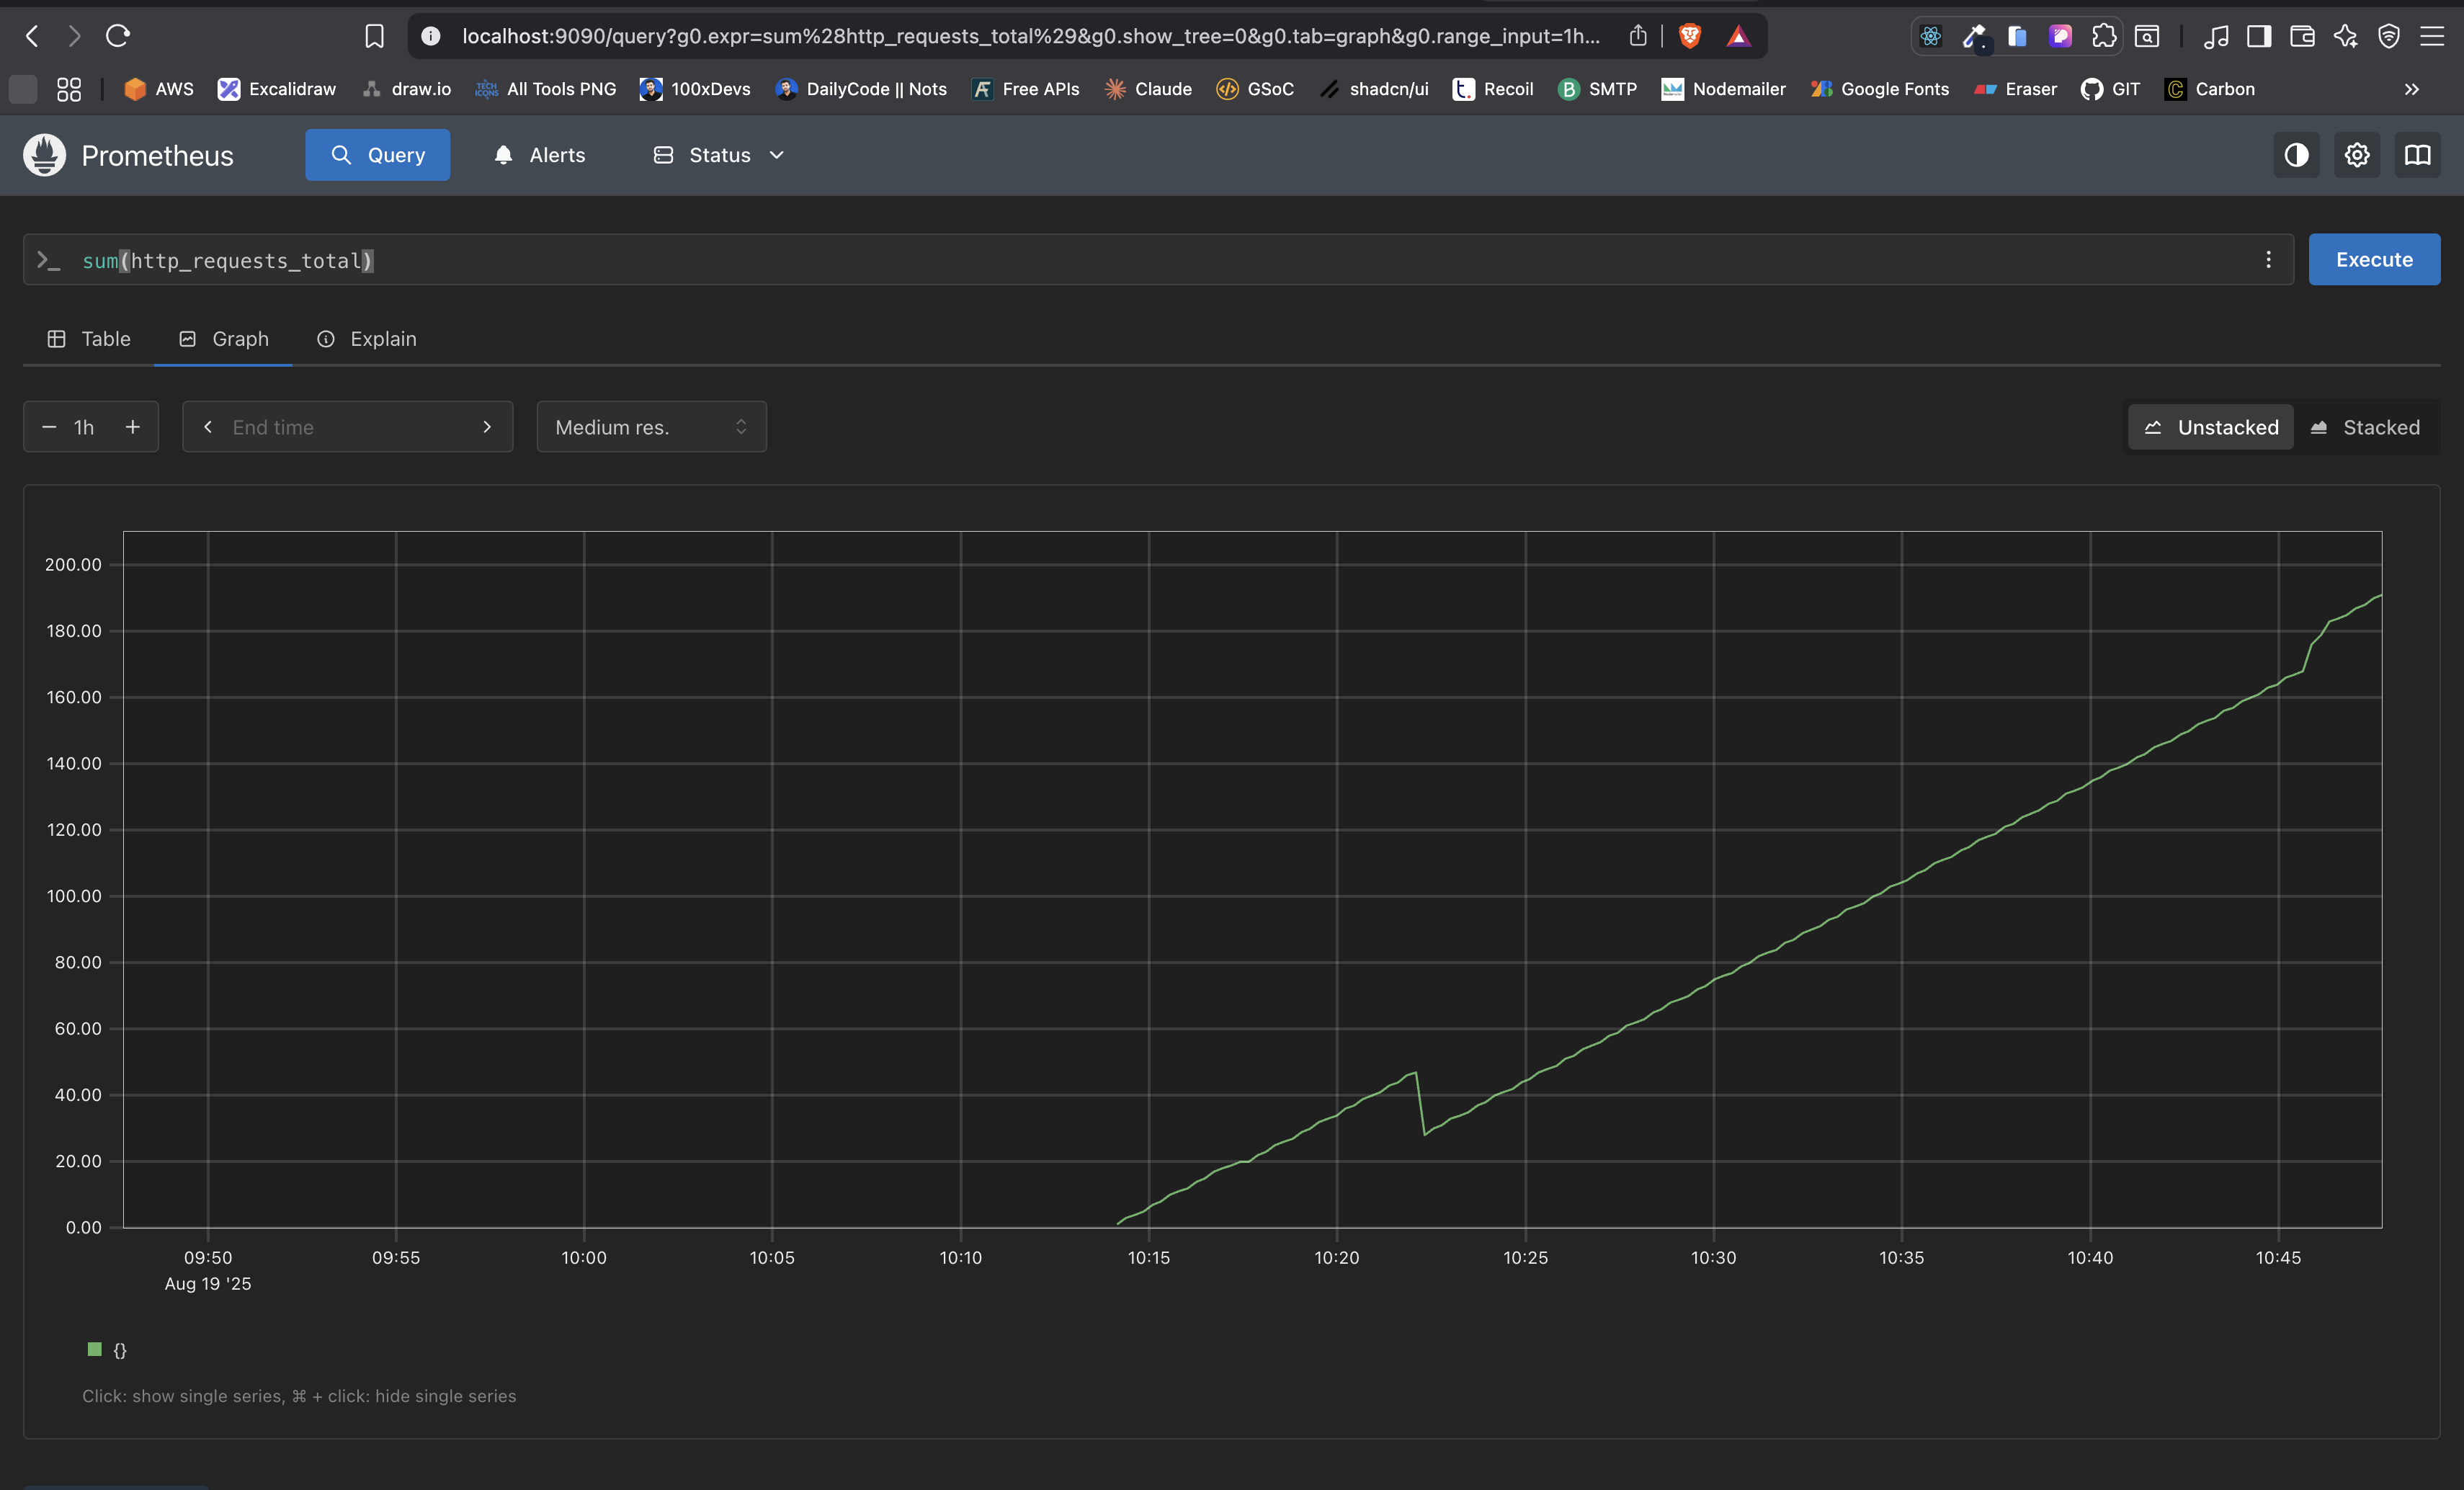 localhost:9090/query?g0.expr=sum%28http_requests_total%29&g0.show_tree=0&g0.tab=graph&g0.range_input=1h...
AWS Excalidraw draw.io All Tools PNG 100xDevs DailyCode || Nots Free APIs Claude GSoC shadcn/ui Recoil SMTP Nodemailer Google Fonts Eraser GIT Carbon
Prometheus Query Alerts Status
sum(http_requests_total) Execute
Table Graph Explain
1h End time Medium res. Unstacked Stacked
200.00
180.00
160.00
140.00
120.00
100.00
80.00
60.00
40.00
20.00
0.00
09:50 09:55 10:00 10:05 10:10 10:15 10:20 10:25 10:30 10:35 10:40 10:45
Aug 19 '25
{}
Click: show single series, ⌘ + click: hide single series